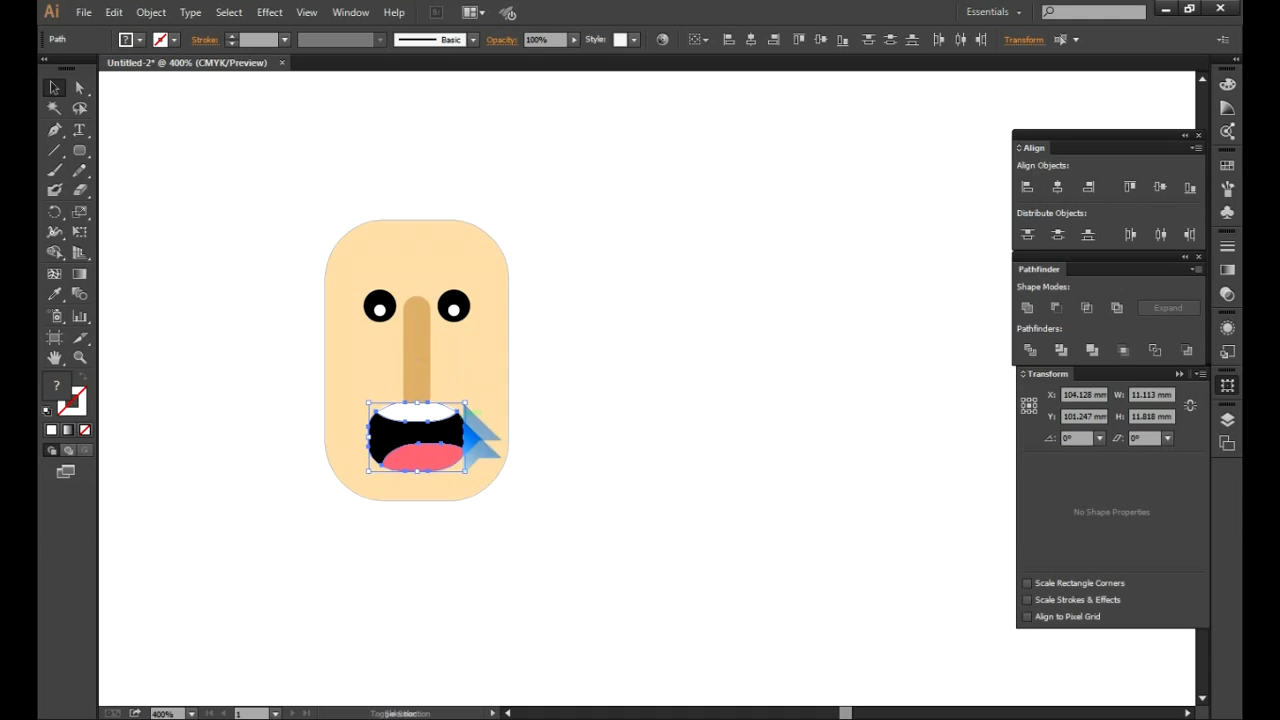 Ai File Edit Object Type Select Effect View Window Help Br Essentials
Path ? Stroke: Basic Opacity: 100% Style: Transform
Untitled-2* @ 400% (CMYK/Preview) ×
Align
Align Objects:
Distribute Objects:
Pathfinder
Shape Modes:
Expand
Pathfinders:
Transform
X: 104.128 mm W: 11.113 mm
Y: 101.247 mm H: 11.818 mm
0° 0°
?
No Shape Properties
Scale Rectangle Corners
Scale Strokes & Effects
Align to Pixel Grid
400% 1